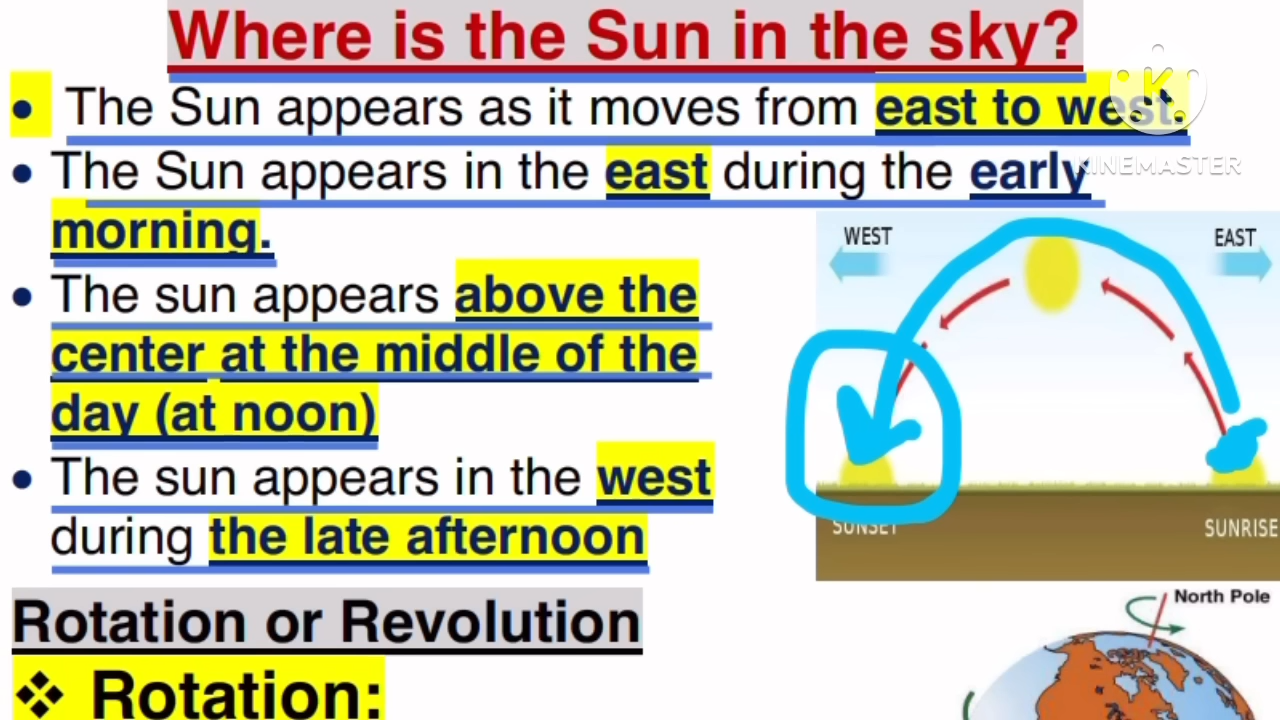 Where is the Sun in the sky?
• The Sun appears as it moves from east to west.
• The Sun appears in the east during the early
morning.
• The sun appears above the
center at the middle of the
day (at noon)
• The sun appears in the west
during the late afternoon
K
KINEMASTER
WEST
EAST
SUNSET
SUNRISE
Rotation or Revolution
❖ Rotation:
North Pole